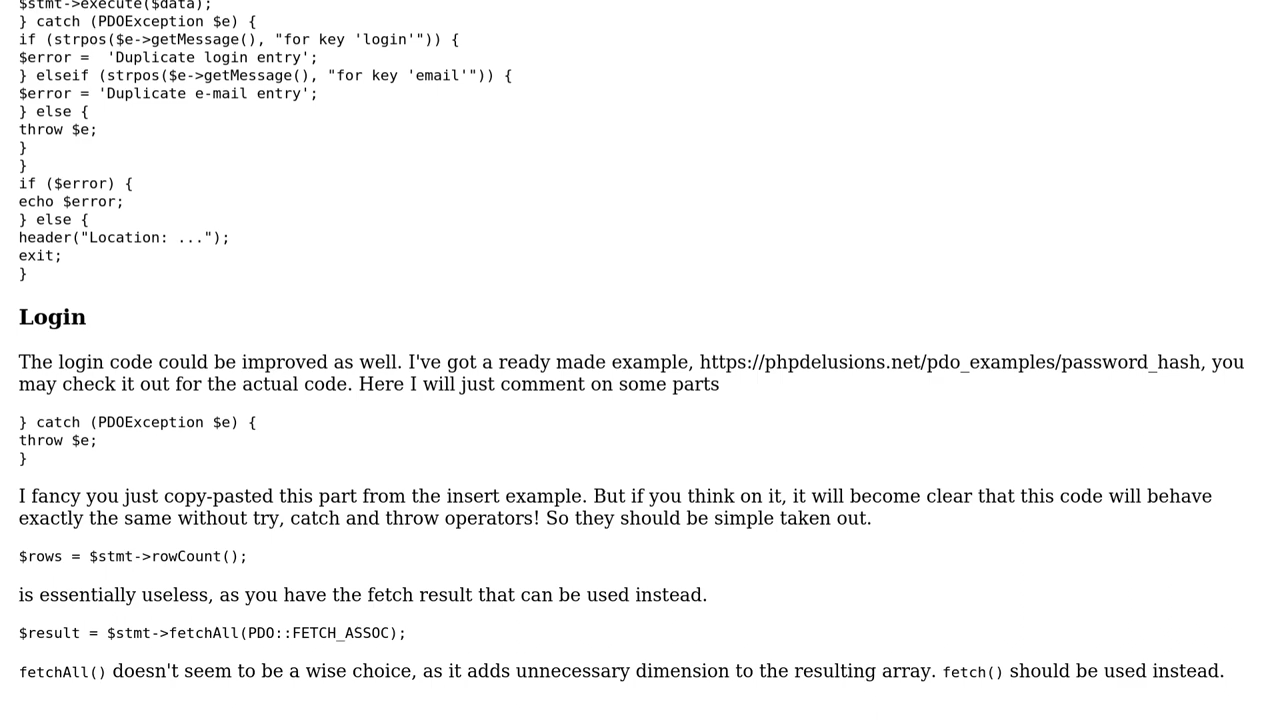 $stmt->execute($data);
} catch (PDOException $e) {
if (strpos($e->getMessage(), "for key 'login'")) {
$error =  'Duplicate login entry';
} elseif (strpos($e->getMessage(), "for key 'email'")) {
$error = 'Duplicate e-mail entry';
} else {
throw $e;
}
}
if ($error) {
echo $error;
} else {
header("Location: ...");
exit;
}
Login
The login code could be improved as well. I've got a ready made example, https://phpdelusions.net/pdo_examples/password_hash, you
may check it out for the actual code. Here I will just comment on some parts
} catch (PDOException $e) {
throw $e;
}
I fancy you just copy-pasted this part from the insert example. But if you think on it, it will become clear that this code will behave
exactly the same without try, catch and throw operators! So they should be simple taken out.
$rows = $stmt->rowCount();
is essentially useless, as you have the fetch result that can be used instead.
$result = $stmt->fetchAll(PDO::FETCH_ASSOC);
fetchAll() doesn't seem to be a wise choice, as it adds unnecessary dimension to the resulting array. fetch() should be used instead.